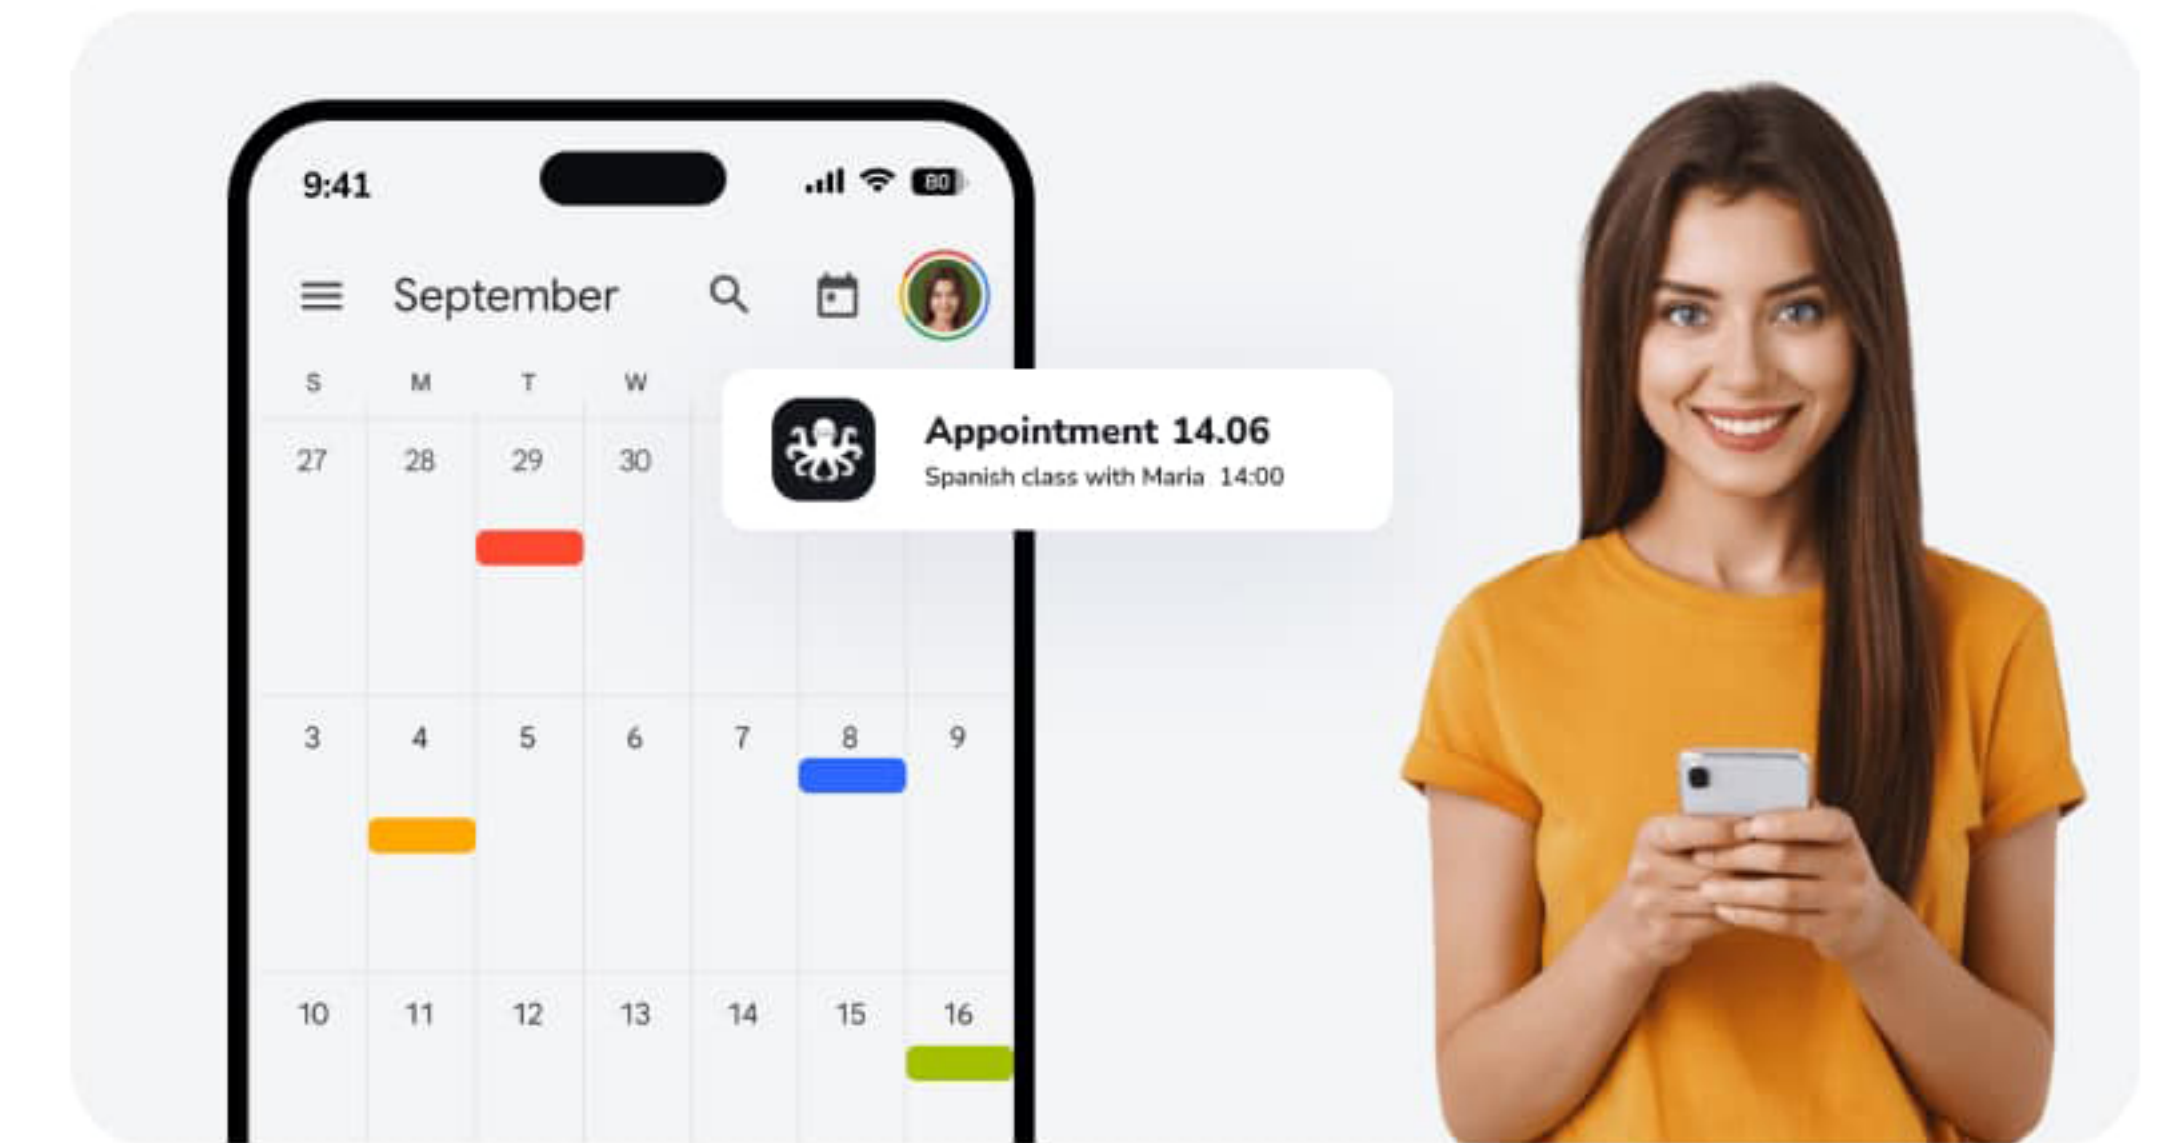 9:41
80
September
S M T W
Appointment 14.06
Spanish class with Maria 14:00
27 28 29 30
3 4 5 6 7 8 9
10 11 12 13 14 15 16